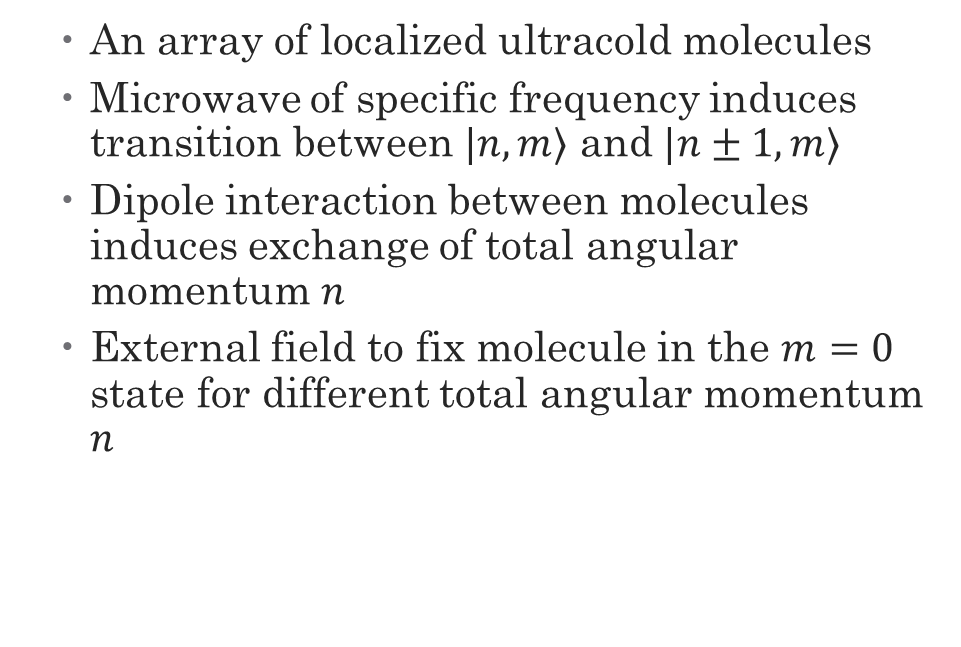 • An array of localized ultracold molecules
• Microwave of specific frequency induces
transition between |n, m⟩ and |n ± 1, m⟩
• Dipole interaction between molecules
induces exchange of total angular
momentum n
• External field to fix molecule in the m = 0
state for different total angular momentum
n